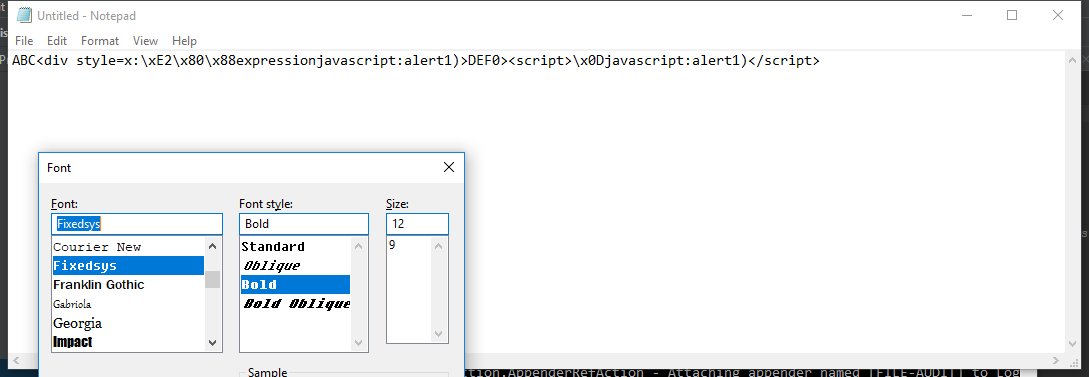 Untitled - Notepad
File Edit Format View Help
ABC<div style=x:\xE2\x80\x88expressionjavascript:alert1)>DEF0><script>\x0Djavascript:alert1)</script>
Font
Font: Font style: Size:
Fixedsys Bold 12
Courier New Standard 9
Fixedsys Oblique
Franklin Gothic Bold
Gabriola Bold Oblique
Georgia
Impact
Sample
tion.AppenderRefAction - Attaching appender named [FILE-AUDIT] to Log